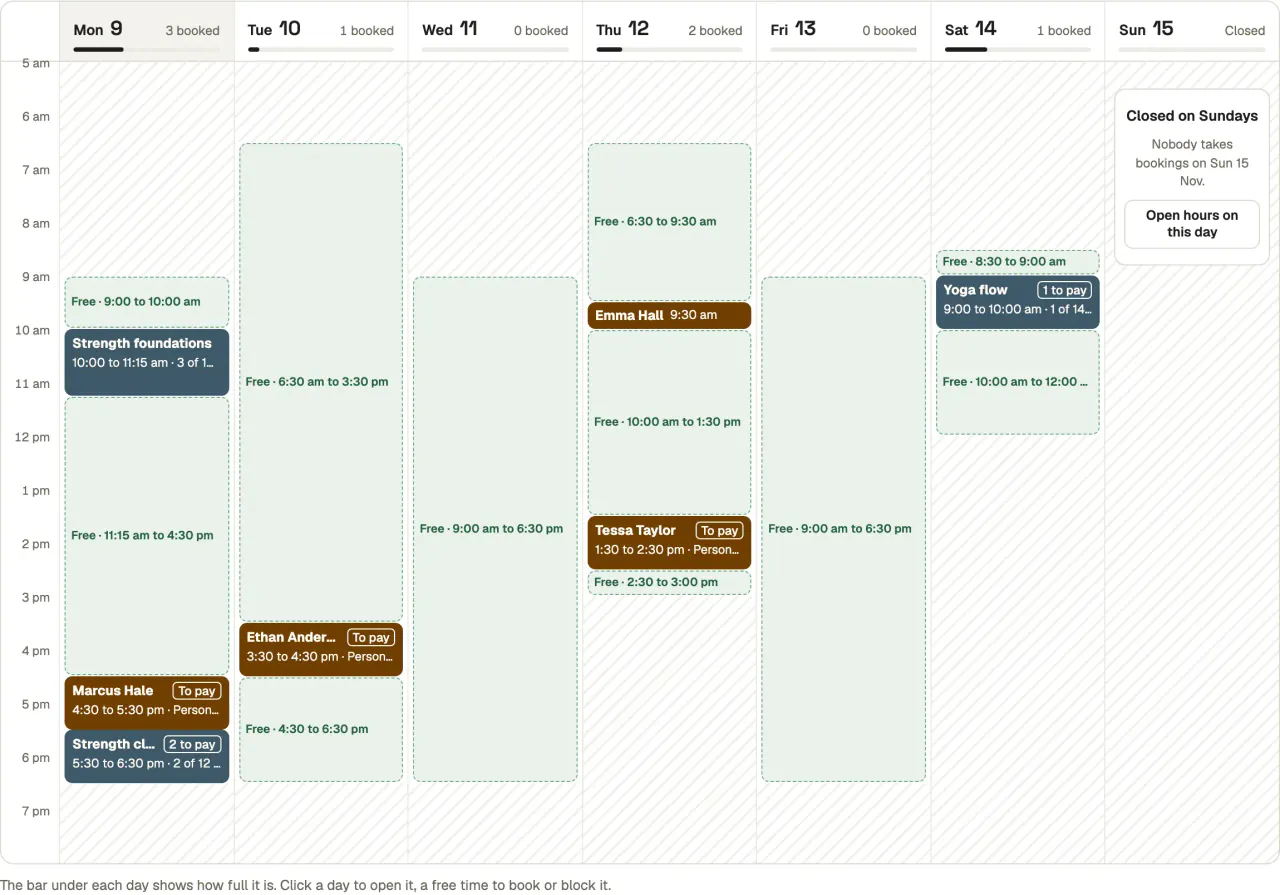 Mon 9 3 booked
Tue 10 1 booked
Wed 11 0 booked
Thu 12 2 booked
Fri 13 0 booked
Sat 14 1 booked
Sun 15 Closed
5 am
6 am
7 am
8 am
9 am
10 am
11 am
12 pm
1 pm
2 pm
3 pm
4 pm
5 pm
6 pm
7 pm
Free · 9:00 to 10:00 am
Strength foundations
10:00 to 11:15 am · 3 of 1...
Free · 11:15 am to 4:30 pm
Marcus Hale To pay
4:30 to 5:30 pm · Person...
Strength cl... 2 to pay
5:30 to 6:30 pm · 2 of 12 ...
Free · 6:30 am to 3:30 pm
Ethan Ander... To pay
3:30 to 4:30 pm · Person...
Free · 4:30 to 6:30 pm
Free · 9:00 am to 6:30 pm
Free · 6:30 to 9:30 am
Emma Hall 9:30 am
Free · 10:00 am to 1:30 pm
Tessa Taylor To pay
1:30 to 2:30 pm · Person...
Free · 2:30 to 3:00 pm
Free · 9:00 am to 6:30 pm
Free · 8:30 to 9:00 am
Yoga flow 1 to pay
9:00 to 10:00 am · 1 of 14...
Free · 10:00 am to 12:00 ...
Closed on Sundays
Nobody takes
bookings on Sun 15
Nov.
Open hours on
this day
The bar under each day shows how full it is. Click a day to open it, a free time to book or block it.